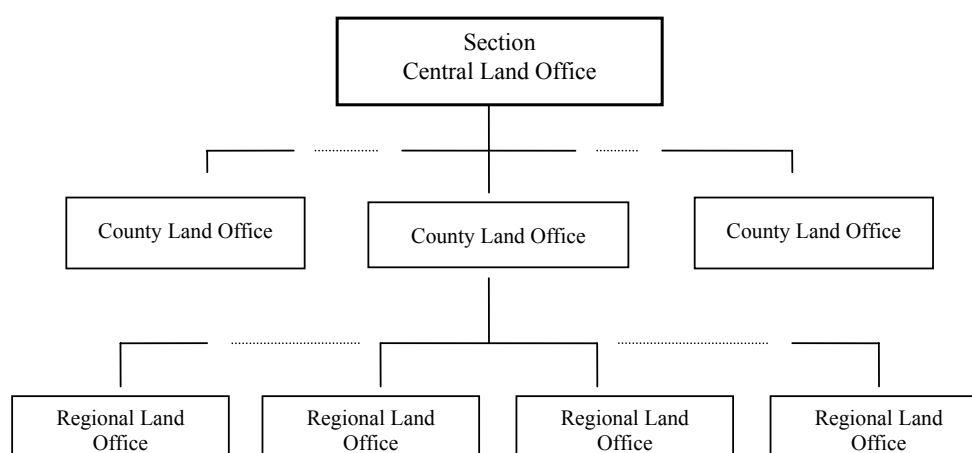 Section
Central Land Office
County Land Office
County Land Office
County Land Office
Regional Land
Office
Regional Land
Office
Regional Land
Office
Regional Land
Office